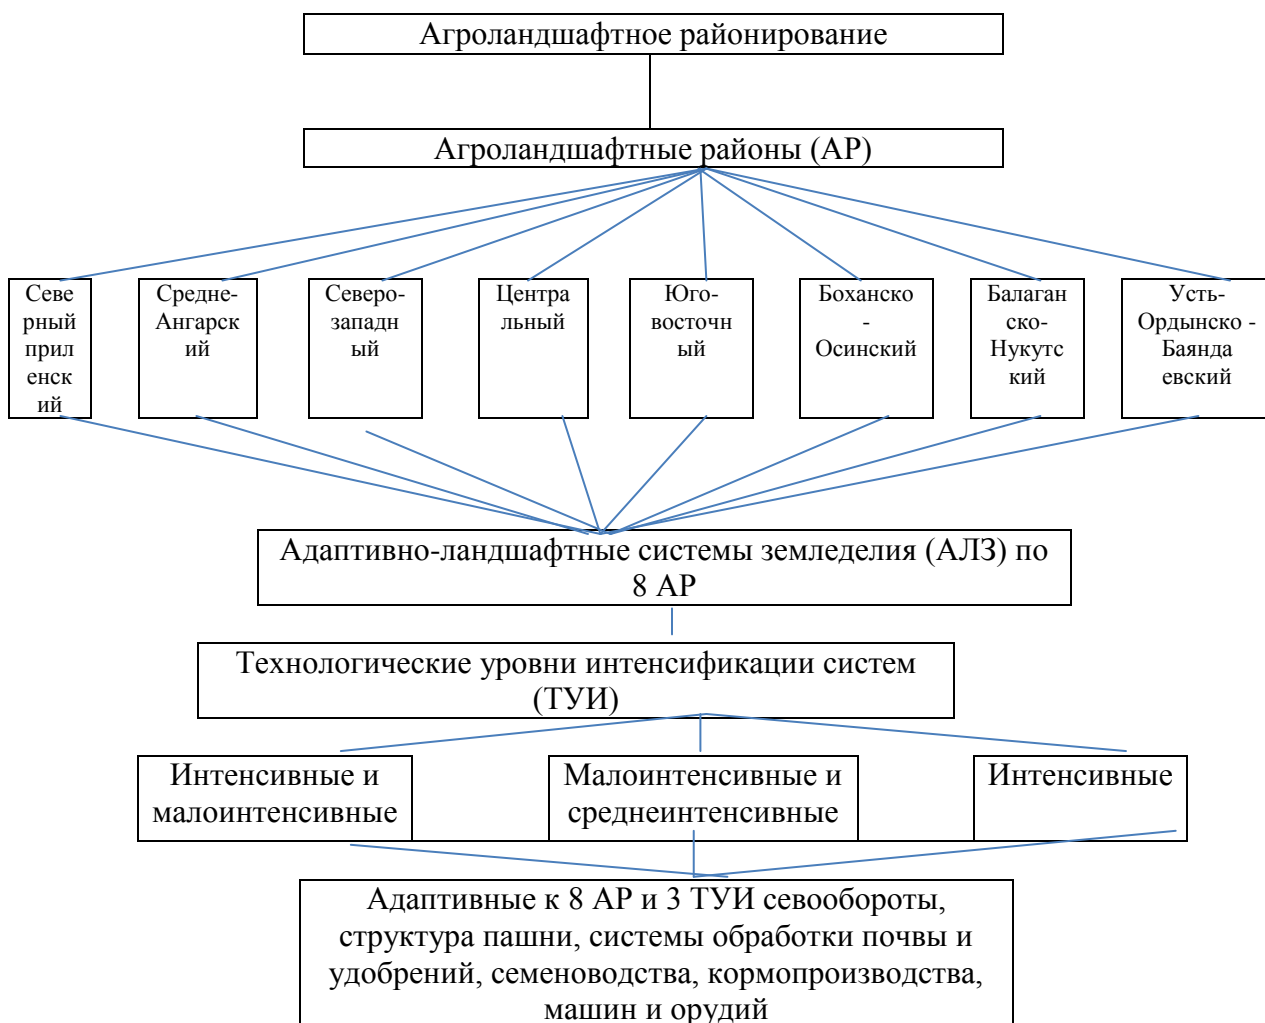 Агроландшафтное районирование
Агроландшафтные районы (АР)
Севе
рный
прил
енск
ий
Средне-
Ангарск
ий
Северо-
западн
ый
Центра
льный
Юго-
восточн
ый
Боханско
-
Осинский
Балаган
ско-
Нукутс
кий
Усть-
Ордынско -
Баянда
евский
Адаптивно-ландшафтные системы земледелия (АЛЗ) по
8 АР
Технологические уровни интенсификации систем
(ТУИ)
Интенсивные и
малоинтенсивные
Малоинтенсивные и
среднеинтенсивные
Интенсивные
Адаптивные к 8 АР и 3 ТУИ севообороты,
структура пашни, системы обработки почвы и
удобрений, семеноводства, кормопроизводства,
машин и орудий